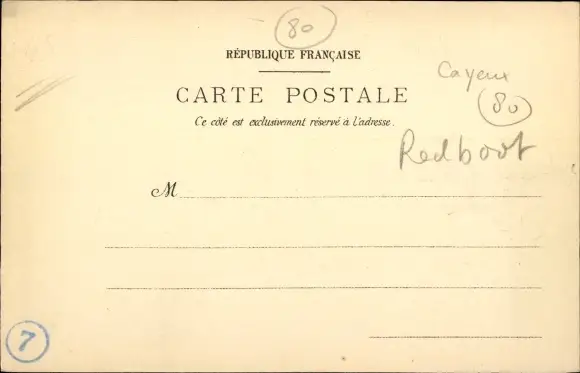 80
RÉPUBLIQUE FRANÇAISE
Cayeux
CARTE POSTALE
80
Ce côté est exclusivement réservé à l'adresse.
Redboot
M
7